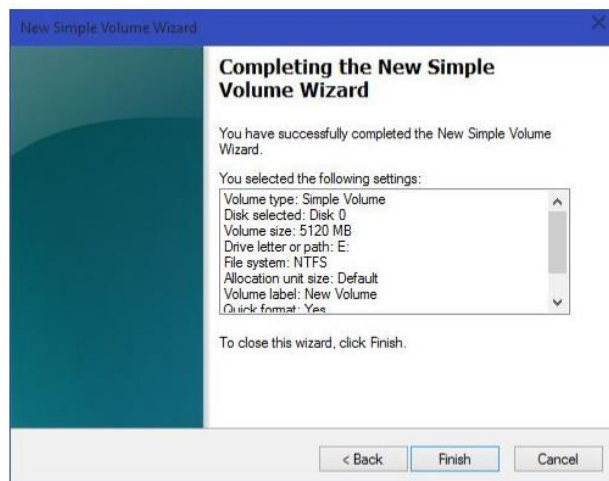 New Simple Volume Wizard
Completing the New Simple
Volume Wizard
You have successfully completed the New Simple Volume
Wizard.
You selected the following settings:
Volume type: Simple Volume
Disk selected: Disk 0
Volume size: 5120 MB
Drive letter or path: E:
File system: NTFS
Allocation unit size: Default
Volume label: New Volume
Quick format: Yes
To close this wizard, click Finish.
< Back
Finish
Cancel